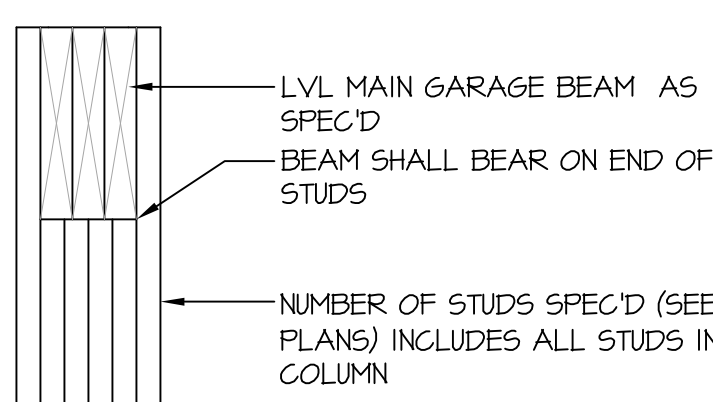 LVL MAIN GARAGE BEAM AS
SPEC'D
BEAM SHALL BEAR ON END OF
STUDS
NUMBER OF STUDS SPEC'D (SEE
PLANS) INCLUDES ALL STUDS IN
COLUMN